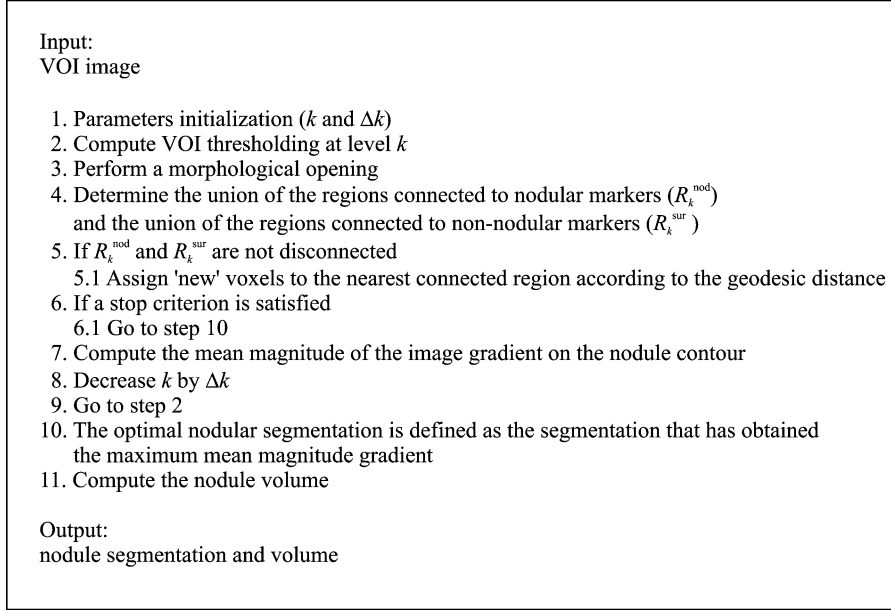 Input:
VOI image
1. Parameters initialization (k and Δk)
2. Compute VOI thresholding at level k
3. Perform a morphological opening
4. Determine the union of the regions connected to nodular markers (R_k^nod)
and the union of the regions connected to non-nodular markers (R_k^sur )
5. If R_k^nod and R_k^sur are not disconnected
5.1 Assign 'new' voxels to the nearest connected region according to the geodesic distance
6. If a stop criterion is satisfied
6.1 Go to step 10
7. Compute the mean magnitude of the image gradient on the nodule contour
8. Decrease k by Δk
9. Go to step 2
10. The optimal nodular segmentation is defined as the segmentation that has obtained
the maximum mean magnitude gradient
11. Compute the nodule volume
Output:
nodule segmentation and volume